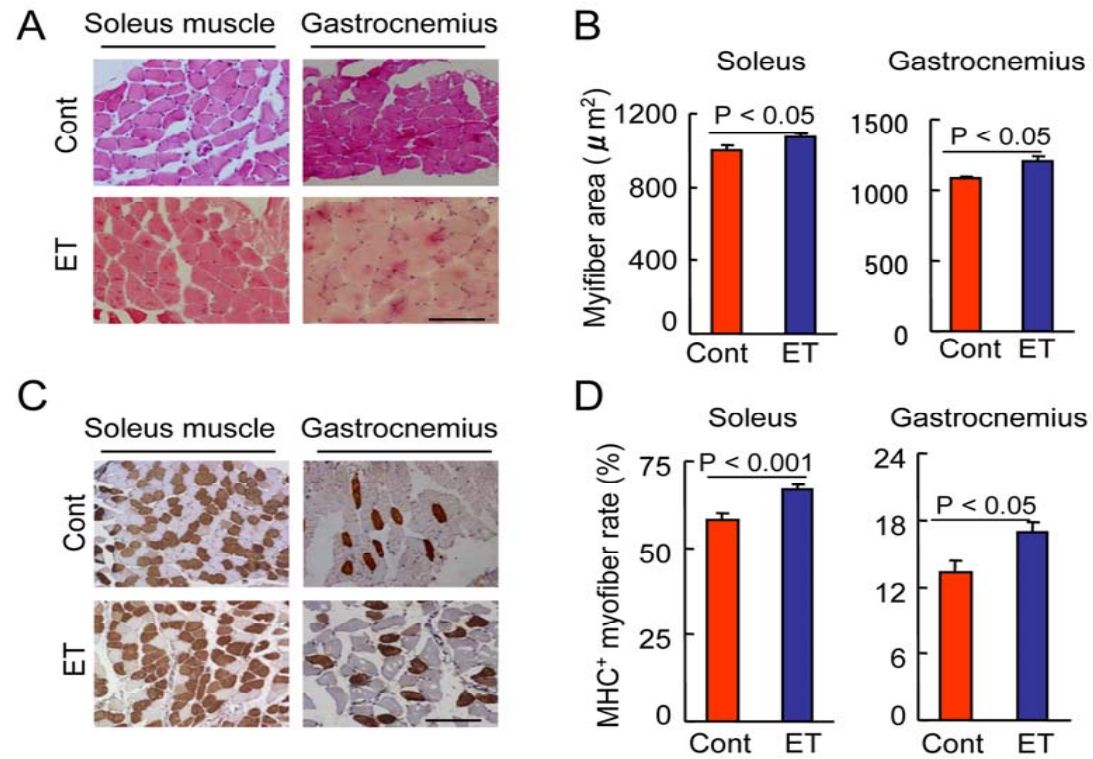 A
Soleus muscle Gastrocnemius
Cont
ET
B
Soleus
Gastrocnemius
Myifiber area ( μ m2)
1200
800
400
0
P < 0.05
Cont ET
1500
1000
500
0
P < 0.05
Cont ET
C
Soleus muscle Gastrocnemius
Cont
ET
D
Soleus
Gastrocnemius
MHC+ myofiber rate (%)
75
50
25
0
P < 0.001
Cont ET
24
18
12
6
0
P < 0.05
Cont ET